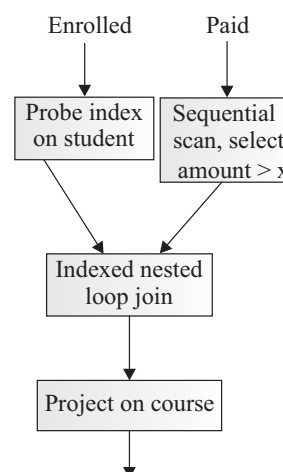 Enrolled
Paid
Probe index
on student
Sequential
scan, select
amount > x
Indexed nested
loop join
Project on course